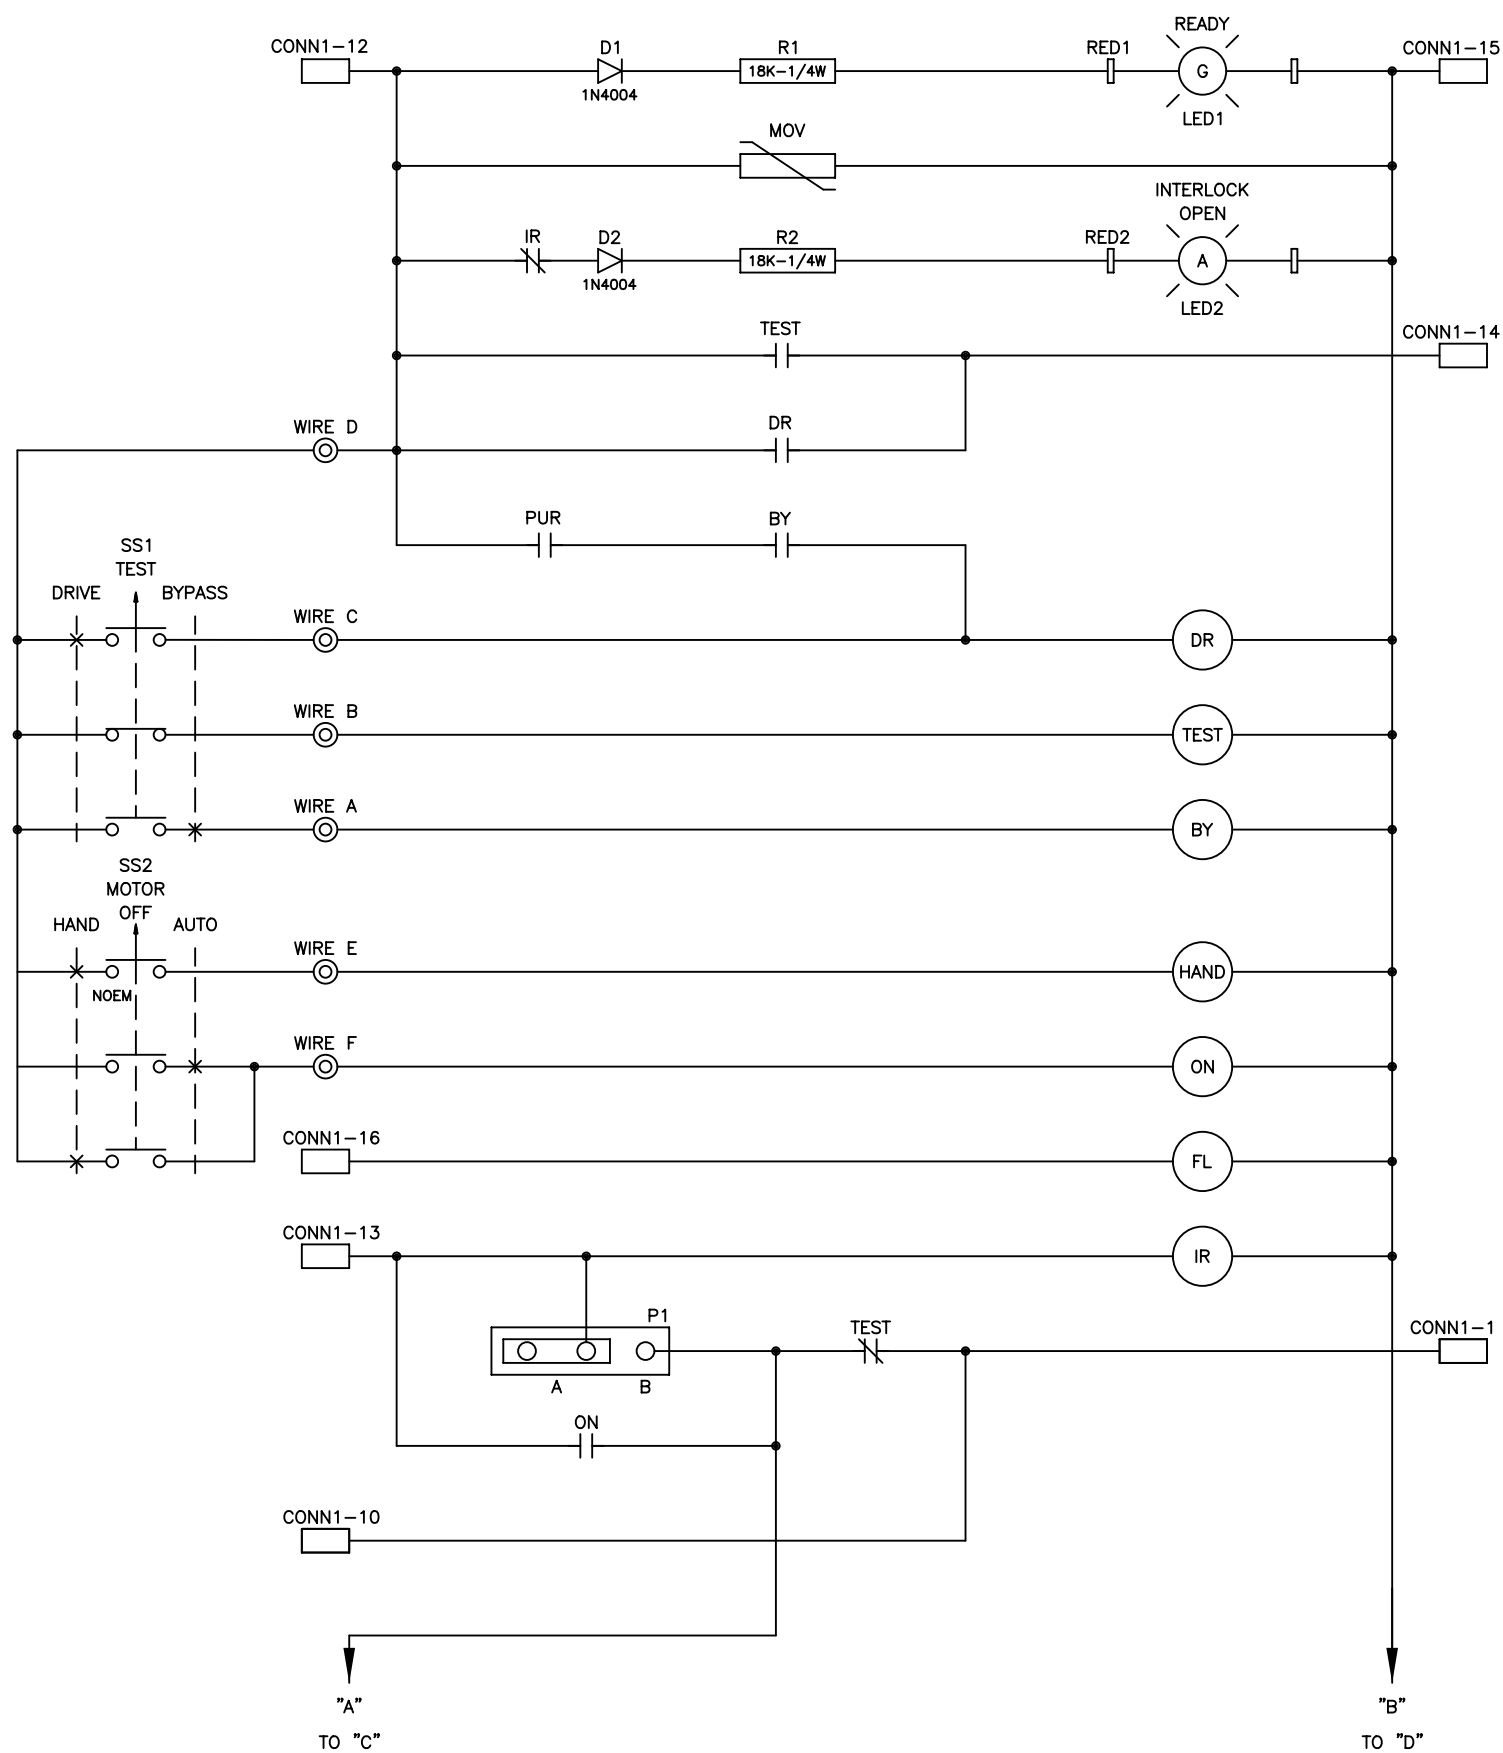 READY
CONN1-12
D1
R1
RED1
CONN1-15
18K-1/4W
G
1N4004
LED1
MOV
INTERLOCK
OPEN
IR
D2
R2
RED2
18K-1/4W
A
1N4004
LED2
TEST
CONN1-14
WIRE D
DR
PUR
BY
SS1
TEST
DRIVE
BYPASS
WIRE C
DR
WIRE B
TEST
WIRE A
BY
SS2
MOTOR
OFF
HAND
AUTO
WIRE E
HAND
NOEM
WIRE F
ON
CONN1-16
FL
CONN1-13
IR
P1
TEST
CONN1-1
A
B
ON
CONN1-10
"A"
"B"
TO "C"
TO "D"